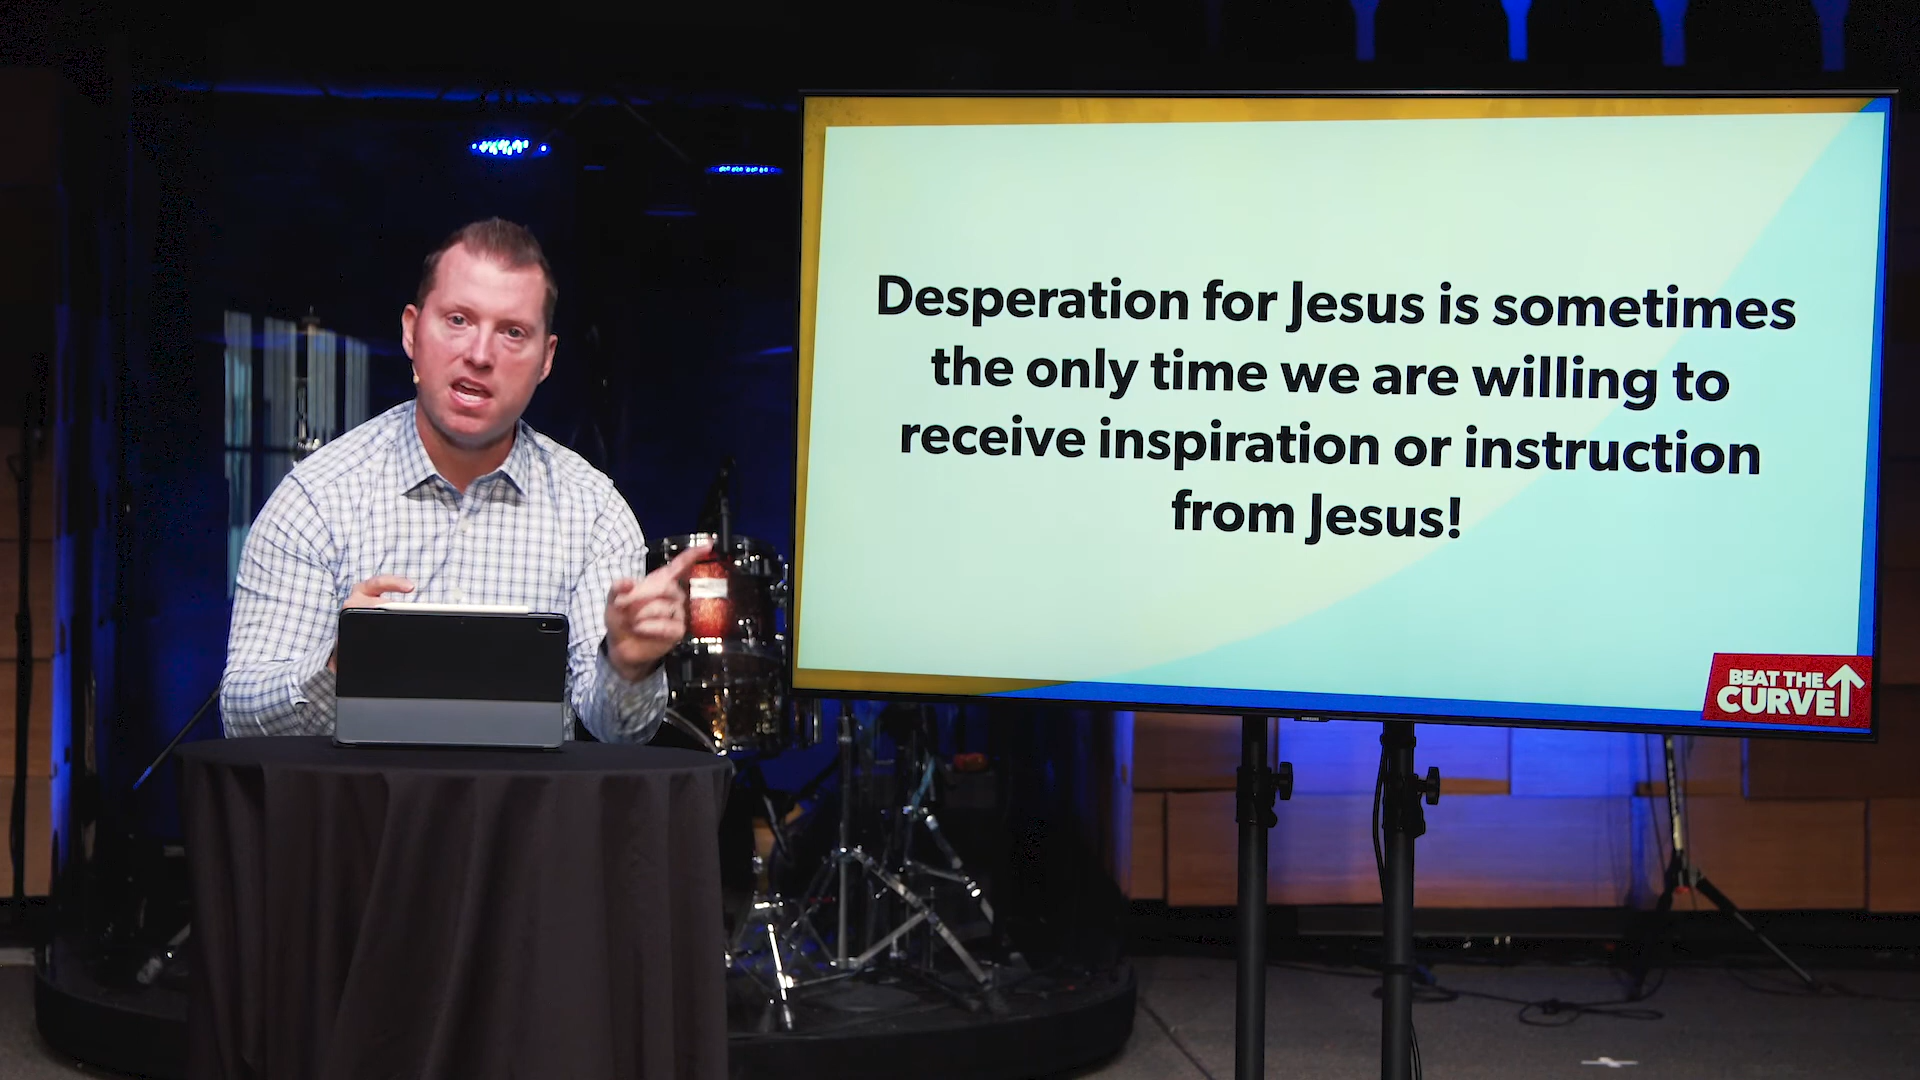 Desperation for Jesus is sometimes
the only time we are willing to
receive inspiration or instruction
from Jesus!
BEAT THE
CURVE